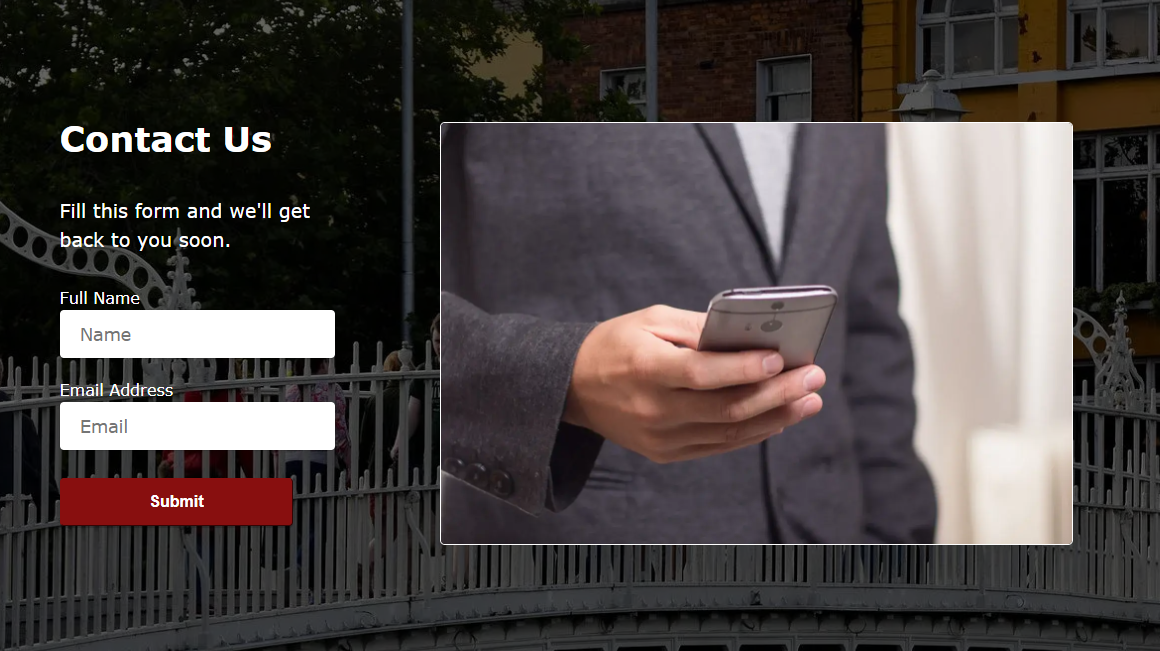 Contact Us
Fill this form and we'll get
back to you soon.
Full Name
Name
Email Address
Email
Submit